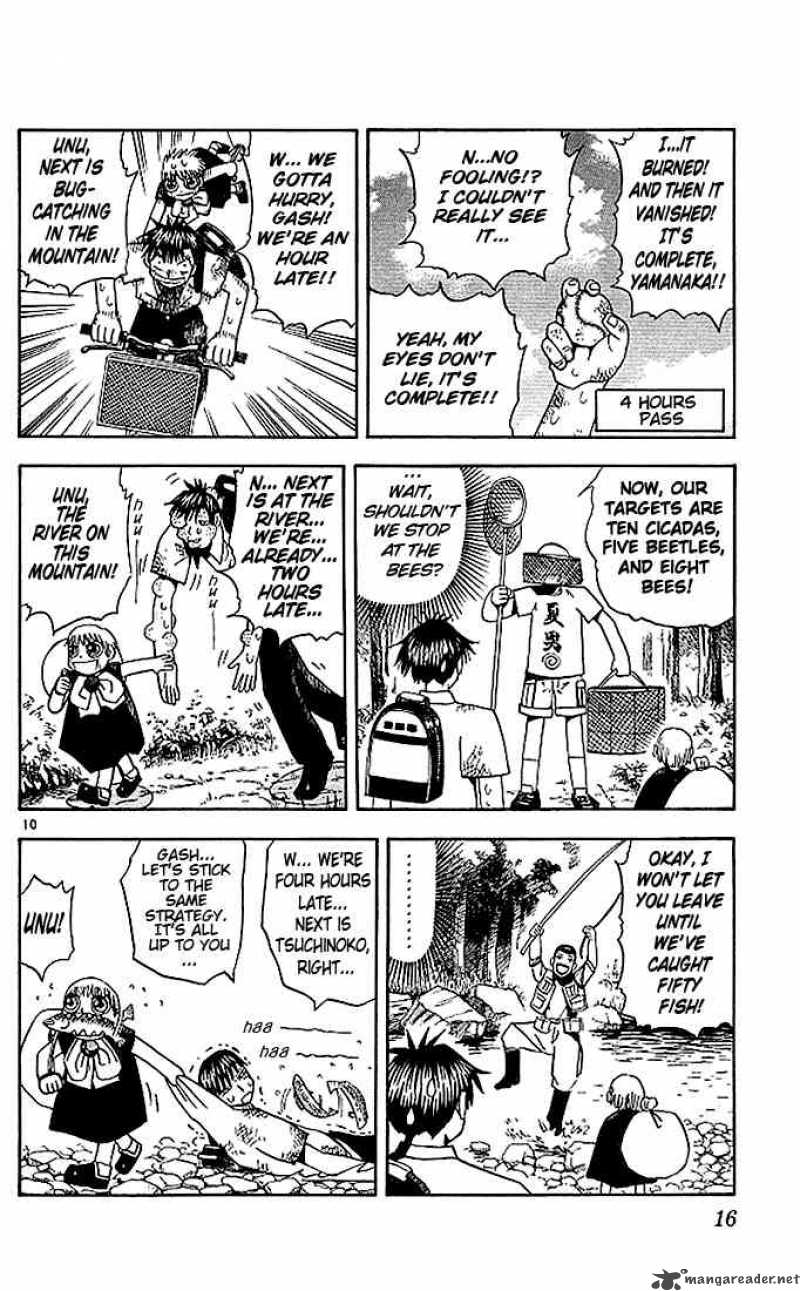 I...IT
BURNED!
AND THEN IT
VANISHED!
IT'S
COMPLETE,
YAMANAKA!!
N...NO
FOOLING!?
I COULDN'T
REALLY SEE
IT...
YEAH, MY
EYES DON'T
LIE, IT'S
COMPLETE!!
4 HOURS
PASS
W... WE
GOTTA
HURRY,
GASH!
WE'RE AN
HOUR
LATE!!
UNU,
NEXT IS
BUG-
CATCHING
IN THE
MOUNTAIN!
NOW, OUR
TARGETS ARE
TEN CICADAS,
FIVE BEETLES,
AND EIGHT
BEES!
夏
男
...
WAIT,
SHOULDN'T
WE STOP
AT THE
BEES?
N... NEXT
IS AT THE
RIVER...
WE'RE...
ALREADY...
TWO
HOURS
LATE...
huu
huu
UNU,
THE
RIVER ON
THIS
MOUNTAIN!
10
OKAY, I
WON'T LET
YOU LEAVE
UNTIL
WE'VE
CAUGHT
FIFTY
FISH!
.........
W... WE'RE
FOUR HOURS
LATE...
NEXT IS
TSUCHINOKO,
RIGHT...
GASH...
LET'S STICK
TO THE
SAME
STRATEGY.
IT'S ALL
UP TO YOU
...
haa
haa
UNU!
16
mangareader.net